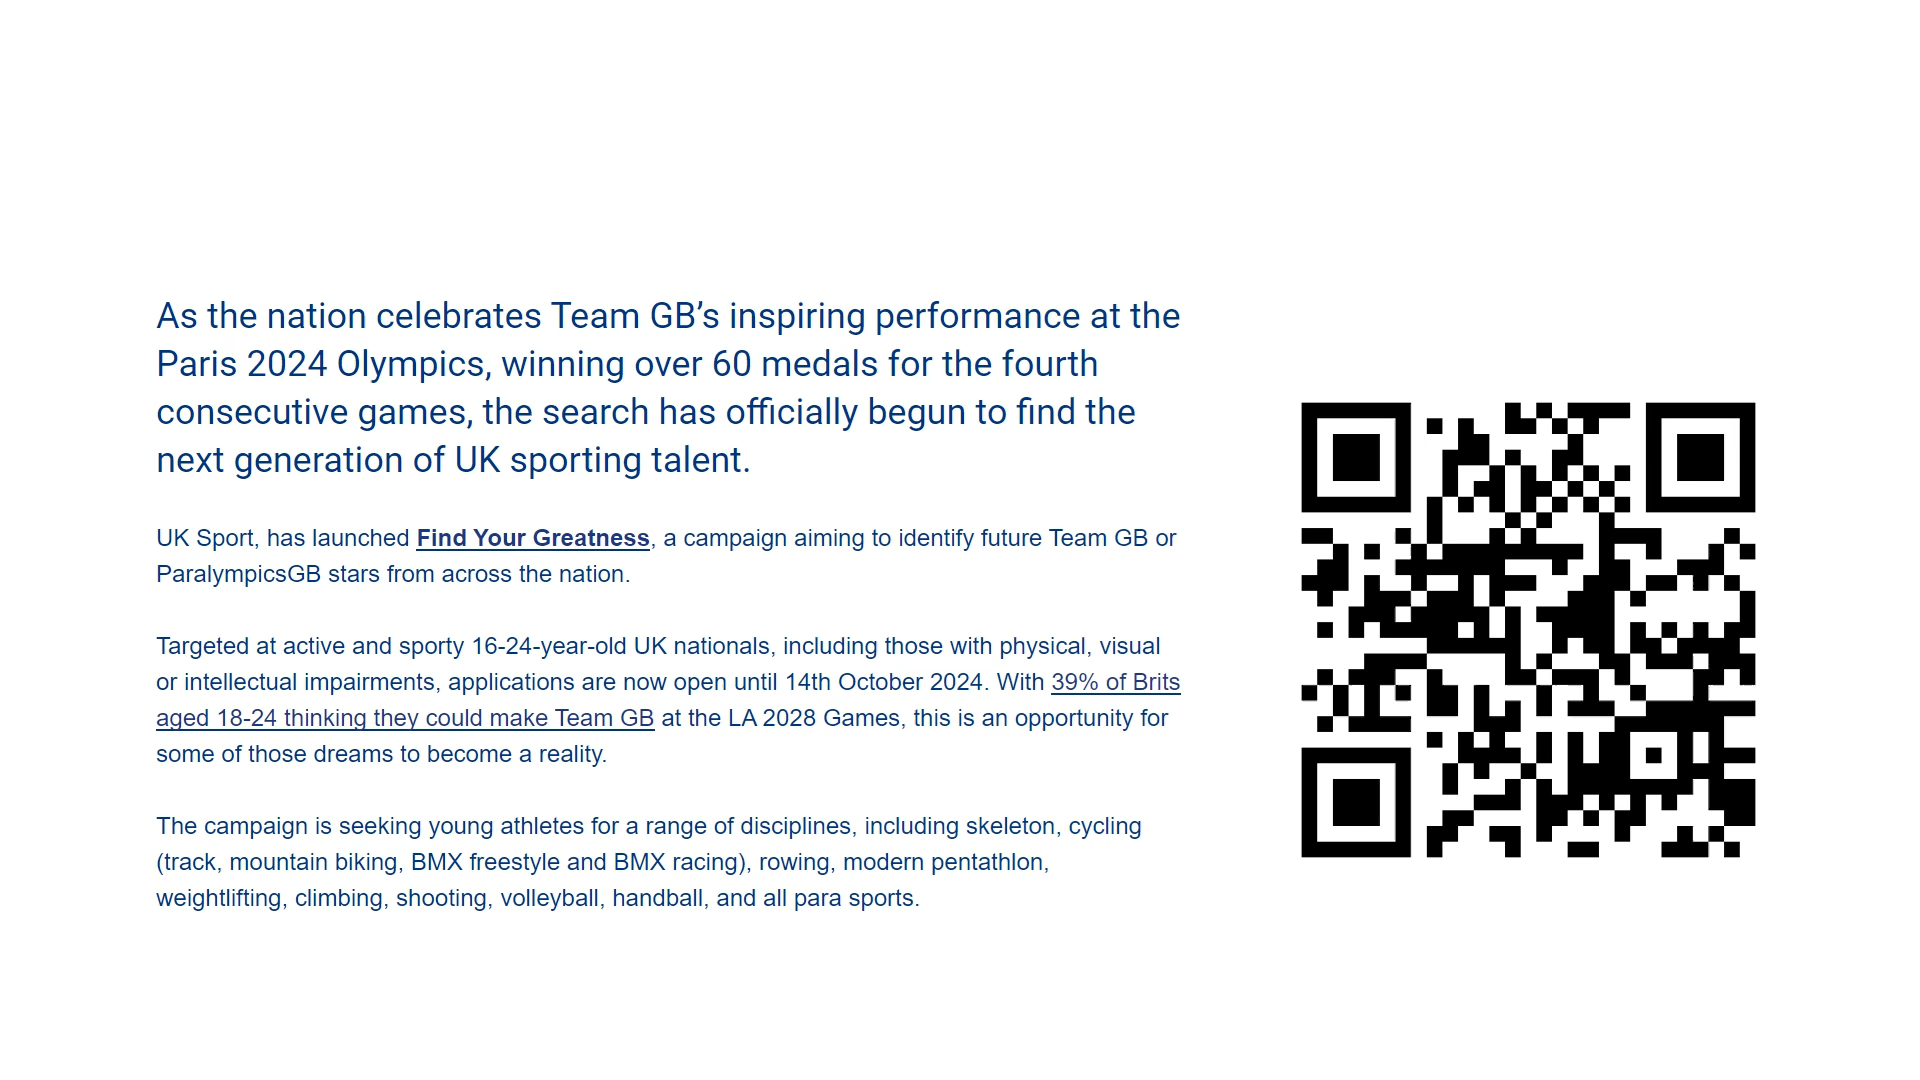 As the nation celebrates Team GB’s inspiring performance at the
Paris 2024 Olympics, winning over 60 medals for the fourth
consecutive games, the search has officially begun to find the
next generation of UK sporting talent.
UK Sport, has launched Find Your Greatness, a campaign aiming to identify future Team GB or
ParalympicsGB stars from across the nation.
Targeted at active and sporty 16-24-year-old UK nationals, including those with physical, visual
or intellectual impairments, applications are now open until 14th October 2024. With 39% of Brits
aged 18-24 thinking they could make Team GB at the LA 2028 Games, this is an opportunity for
some of those dreams to become a reality.
The campaign is seeking young athletes for a range of disciplines, including skeleton, cycling
(track, mountain biking, BMX freestyle and BMX racing), rowing, modern pentathlon,
weightlifting, climbing, shooting, volleyball, handball, and all para sports.